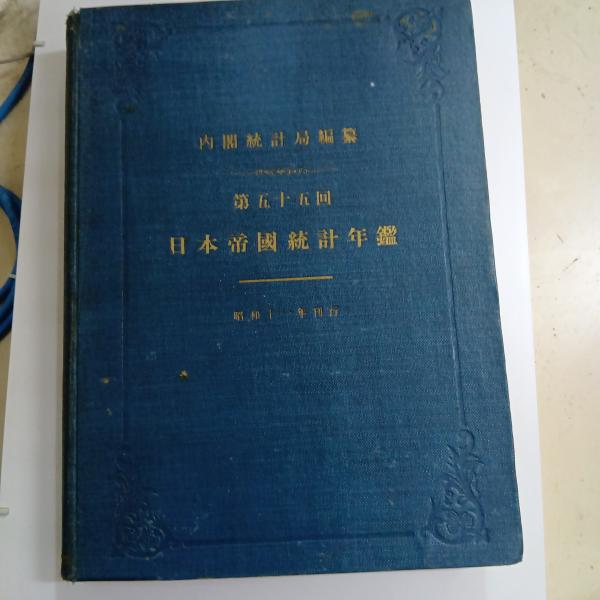 内閣統計局編纂
第五十五回
日本帝國統計年鑑
昭和十一年刊行